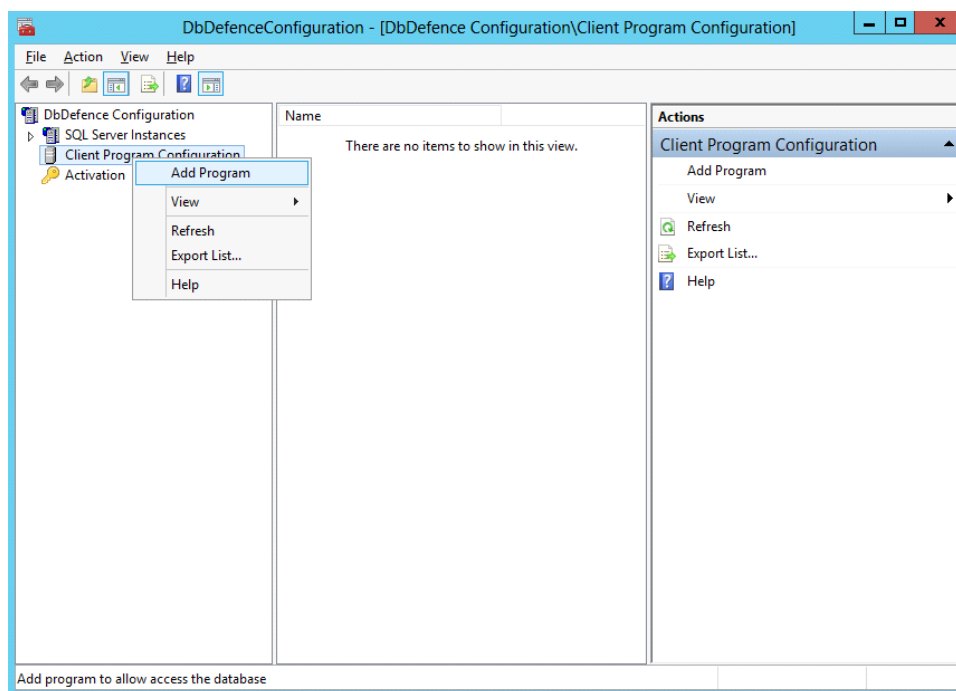 DbDefenceConfiguration - [DbDefence Configuration\Client Program Configuration]
File Action View Help
DbDefence Configuration
SQL Server Instances
Client Program Configuration
Activation
Add Program
View
Refresh
Export List...
Help
Name
There are no items to show in this view.
Actions
Client Program Configuration
Add Program
View
Refresh
Export List...
Help
Add program to allow access the database